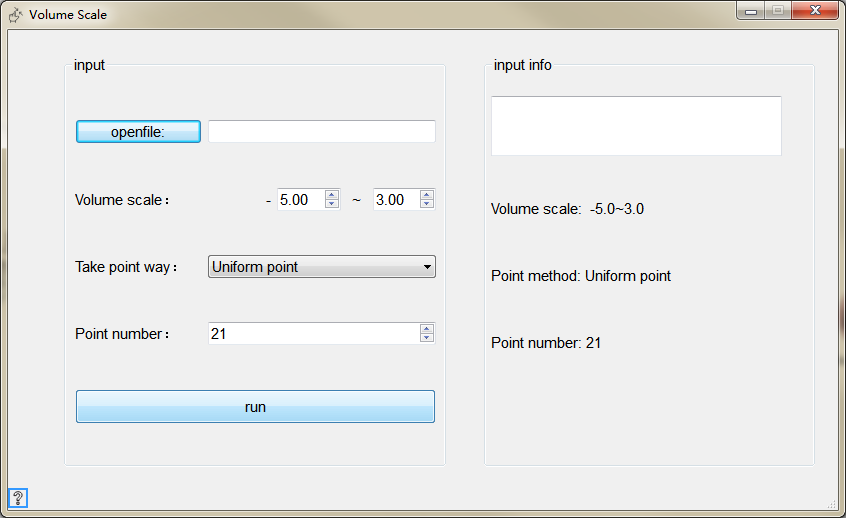 Volume Scale
input
openfile:
Volume scale：
- 5.00 ~ 3.00
Take point way：
Uniform point
Point number：
21
run
input info
Volume scale: -5.0~3.0
Point method: Uniform point
Point number: 21
?